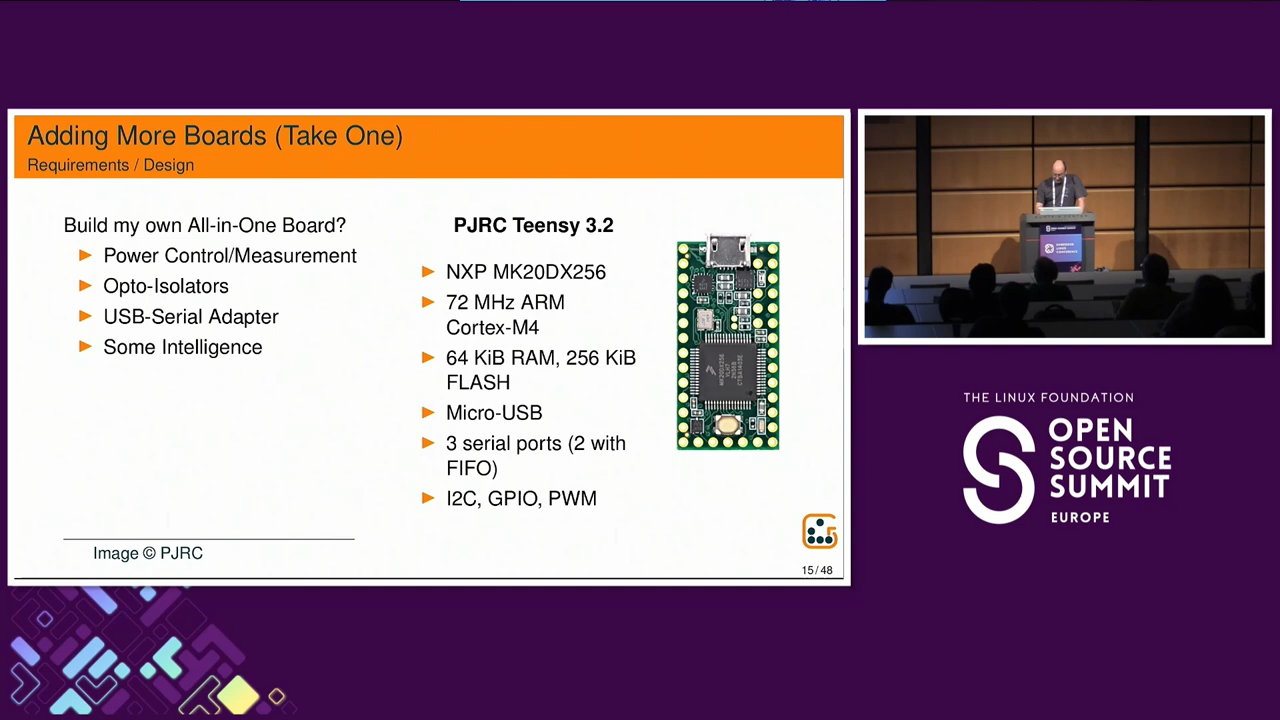 Adding More Boards (Take One)
Requirements / Design
Build my own All-in-One Board?
Power Control/Measurement
Opto-Isolators
USB-Serial Adapter
Some Intelligence
PJRC Teensy 3.2
NXP MK20DX256
72 MHz ARM
Cortex-M4
64 KiB RAM, 256 KiB
FLASH
Micro-USB
3 serial ports (2 with
FIFO)
I2C, GPIO, PWM
Image © PJRC
15 / 48
THE LINUX FOUNDATION
OPEN
SOURCE
SUMMIT
EUROPE